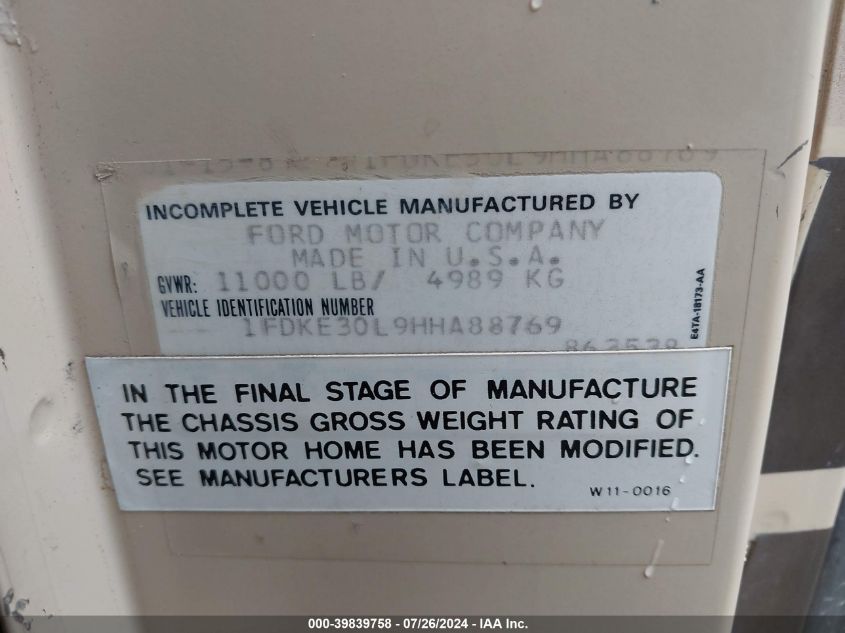 1FDKE30L9HHA88769
INCOMPLETE VEHICLE MANUFACTURED BY
FORD MOTOR COMPANY
MADE IN U.S.A.
GVWR: 11000 LB/ 4989 KG
VEHICLE IDENTIFICATION NUMBER
1FDKE30L9HHA88769
E4TA-18173-AA
IN THE FINAL STAGE OF MANUFACTURE
THE CHASSIS GROSS WEIGHT RATING OF
THIS MOTOR HOME HAS BEEN MODIFIED.
SEE MANUFACTURERS LABEL.
W11-0016
000-39839758 - 07/26/2024 - IAA Inc.